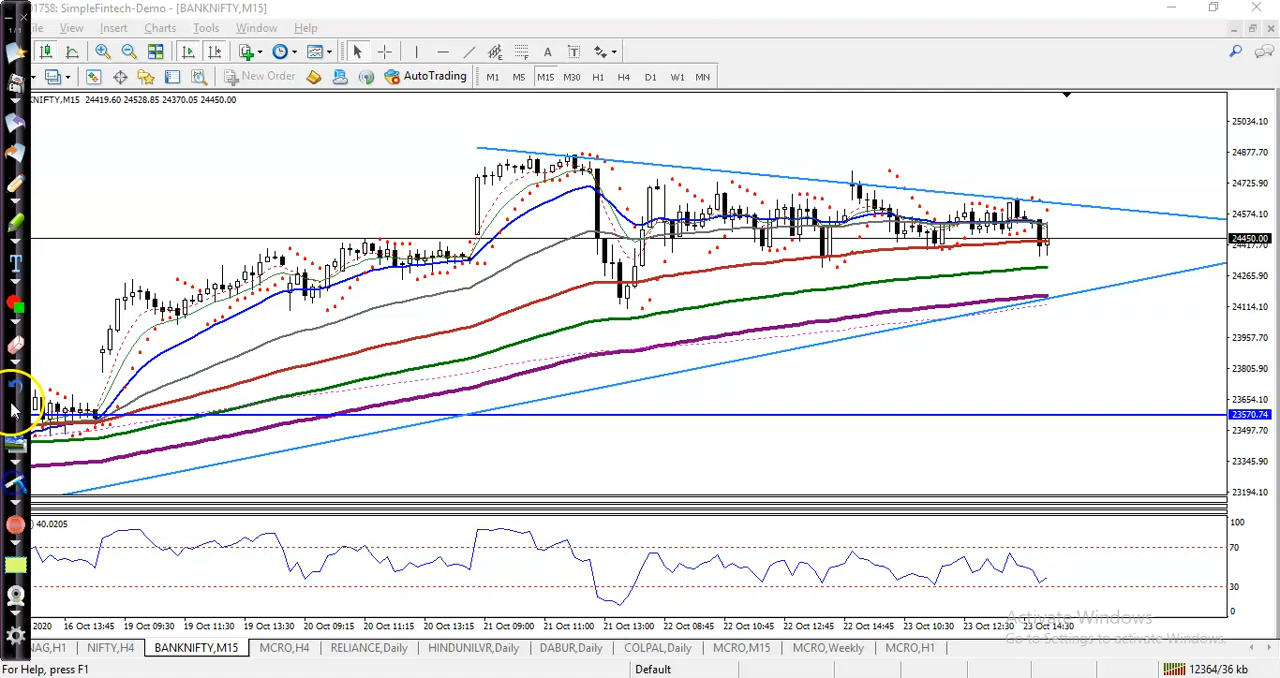 01758: SimpleFintech-Demo - [BANKNIFTY,M15]
ile View Insert Charts Tools Window Help
New Order AutoTrading M1 M5 M15 M30 H1 H4 D1 W1 MN
KNIFTY,M15 24419.60 24528.85 24370.05 24450.00
25034.10
24877.70
24725.90
24574.10
24450.00
24417.70
24265.90
24114.10
23957.70
23805.90
23654.10
23570.74
23497.70
23345.90
23194.10
) 40.0205
100
70
30
0
2020 16 Oct 13:45 19 Oct 09:30 19 Oct 11:30 19 Oct 13:30 20 Oct 09:15 20 Oct 11:15 20 Oct 13:15 21 Oct 09:00 21 Oct 11:00 21 Oct 13:00 22 Oct 08:45 22 Oct 10:45 22 Oct 12:45 22 Oct 14:45 23 Oct 10:30 23 Oct 12:30 23 Oct 14:30
Activate Windows
Go to Settings to activate Windows.
NAG,H1 NIFTY,H4 BANKNIFTY,M15 MCRO,H4 RELIANCE,Daily HINDUNILVR,Daily DABUR,Daily COLPAL,Daily MCRO,M15 MCRO,Weekly MCRO,H1
For Help, press F1 Default 12364/36 kb